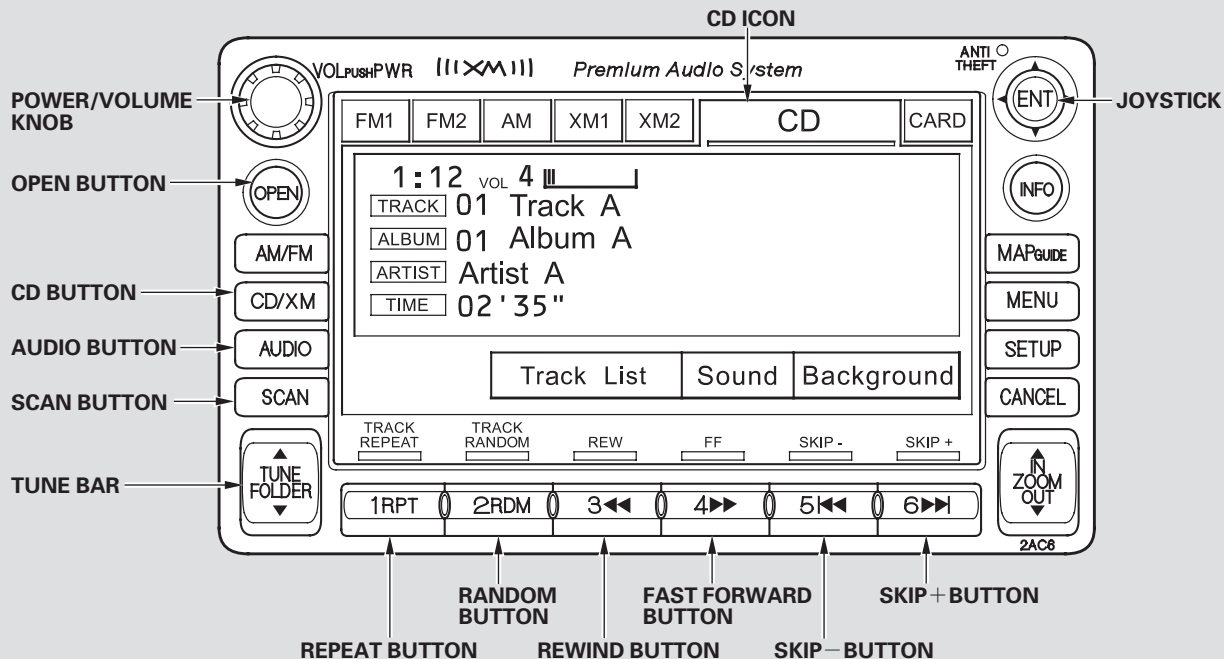 CD ICON
VOL PUSH PWR
XM
Premium Audio System
ANTI THEFT
POWER/VOLUME KNOB
ENT
JOYSTICK
FM1 FM2 AM XM1 XM2 CD CARD
OPEN BUTTON
OPEN
1:12 VOL 4
INFO
TRACK 01 Track A
ALBUM 01 Album A
AM/FM
MAP GUIDE
ARTIST Artist A
CD BUTTON
CD/XM
TIME 02'35"
MENU
AUDIO BUTTON
AUDIO
SETUP
Track List Sound Background
SCAN BUTTON
SCAN
CANCEL
TRACK REPEAT
TRACK RANDOM
REW
FF
SKIP -
SKIP +
TUNE BAR
TUNE FOLDER
IN ZOOM OUT
1RPT 2RDM 3◀◀ 4▶▶ 5|◀◀ 6▶▶|
2AC6
RANDOM BUTTON
FAST FORWARD BUTTON
SKIP+BUTTON
REPEAT BUTTON
REWIND BUTTON
SKIP−BUTTON